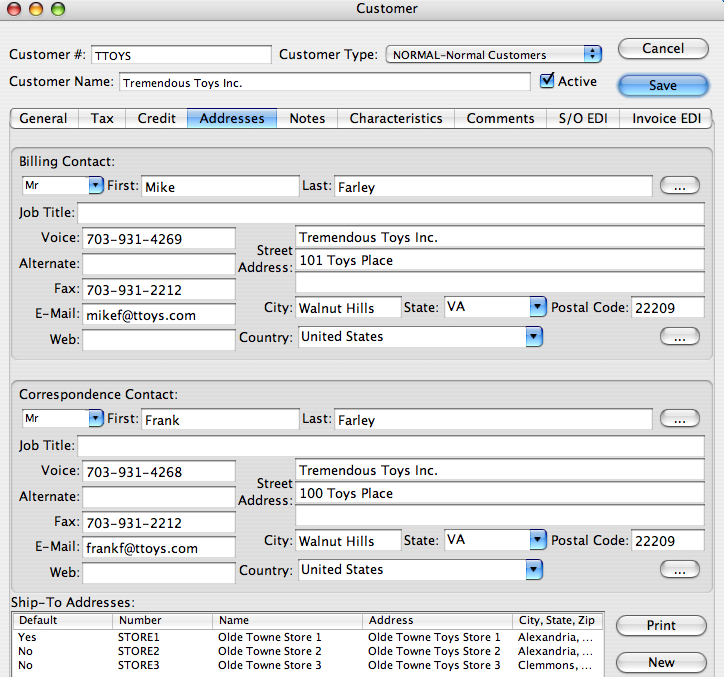 Customer
Customer #: TTOYS Customer Type: NORMAL-Normal Customers Cancel
Customer Name: Tremendous Toys Inc. Active Save
General Tax Credit Addresses Notes Characteristics Comments S/O EDI Invoice EDI
Billing Contact:
Mr First: Mike Last: Farley ...
Job Title:
Voice: 703-931-4269 Street Address: Tremendous Toys Inc.
Alternate: 101 Toys Place
Fax: 703-931-2212
E-Mail: mikef@ttoys.com City: Walnut Hills State: VA Postal Code: 22209
Web: Country: United States ...
Correspondence Contact:
Mr First: Frank Last: Farley ...
Job Title:
Voice: 703-931-4268 Street Address: Tremendous Toys Inc.
Alternate: 100 Toys Place
Fax: 703-931-2212
E-Mail: frankf@ttoys.com City: Walnut Hills State: VA Postal Code: 22209
Web: Country: United States ...
Ship-To Addresses:
Default Number Name Address City, State, Zip Print
Yes STORE1 Olde Towne Store 1 Olde Towne Toys Store 1 Alexandria, ...
No STORE2 Olde Towne Store 2 Olde Towne Toys Store 2 Alexandria, ...
No STORE3 Olde Towne Store 3 Olde Towne Toys Store 3 Clemmons, ... New